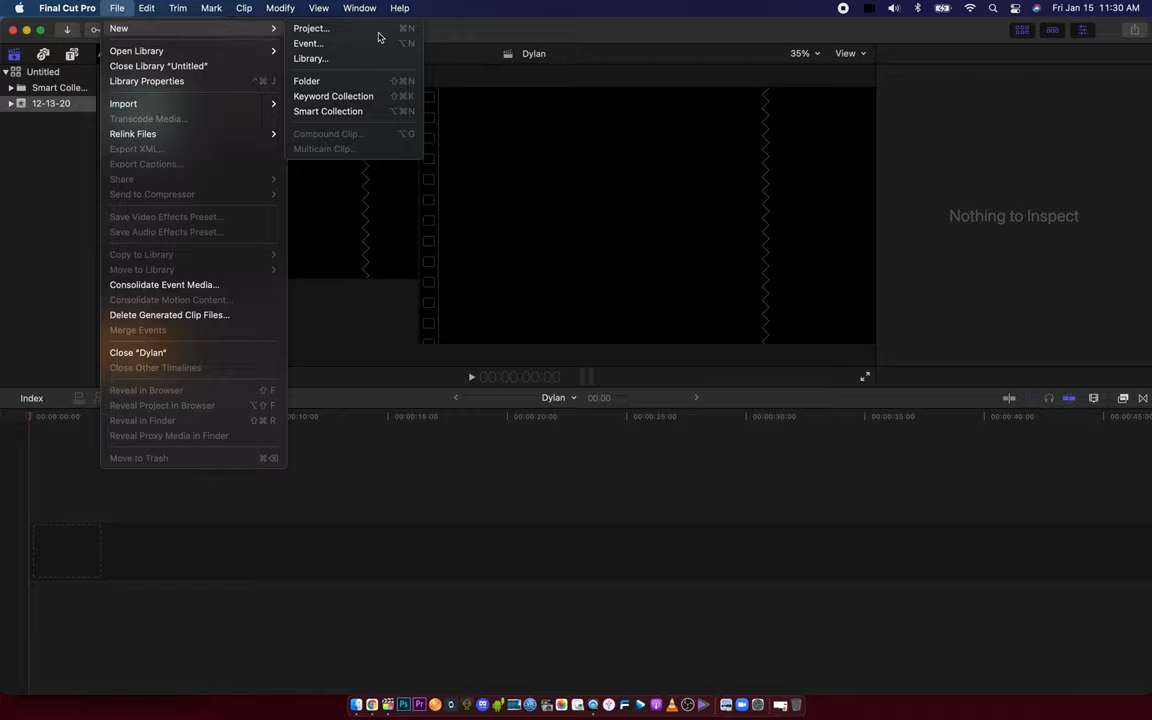 Final Cut Pro File Edit Trim Mark Clip Modify View Window Help Fri Jan 15 11:30 AM
New Project... ⌘N
Event... ⌥N
Open Library
Library...
Close Library "Untitled"
Library Properties ^⌘J
Folder ⇧⌘N
Keyword Collection ⇧⌘K
Import
Smart Collection ⌥⌘N
Transcode Media...
Relink Files
Compound Clip... ⌥G
Export XML...
Multicam Clip...
Export Captions...
Share
Send to Compressor
Save Video Effects Preset...
Save Audio Effects Preset...
Copy to Library
Move to Library
Consolidate Event Media...
Consolidate Motion Content...
Delete Generated Clip Files...
Merge Events
Close "Dylan"
Close Other Timelines
Reveal in Browser ⇧F
Reveal Project in Browser ⌥⇧F
Reveal in Finder ⇧⌘R
Reveal Proxy Media in Finder
Move to Trash ⌘⌫
Untitled
Smart Colle...
12-13-20
Dylan 35% View
Nothing to Inspect
00:00:00:00
Index Dylan 00:00
00:00:00:00 00:00:15:00 00:00:20:00 00:00:25:00 00:00:30:00 00:00:35:00 00:00:40:00
Ps Pr